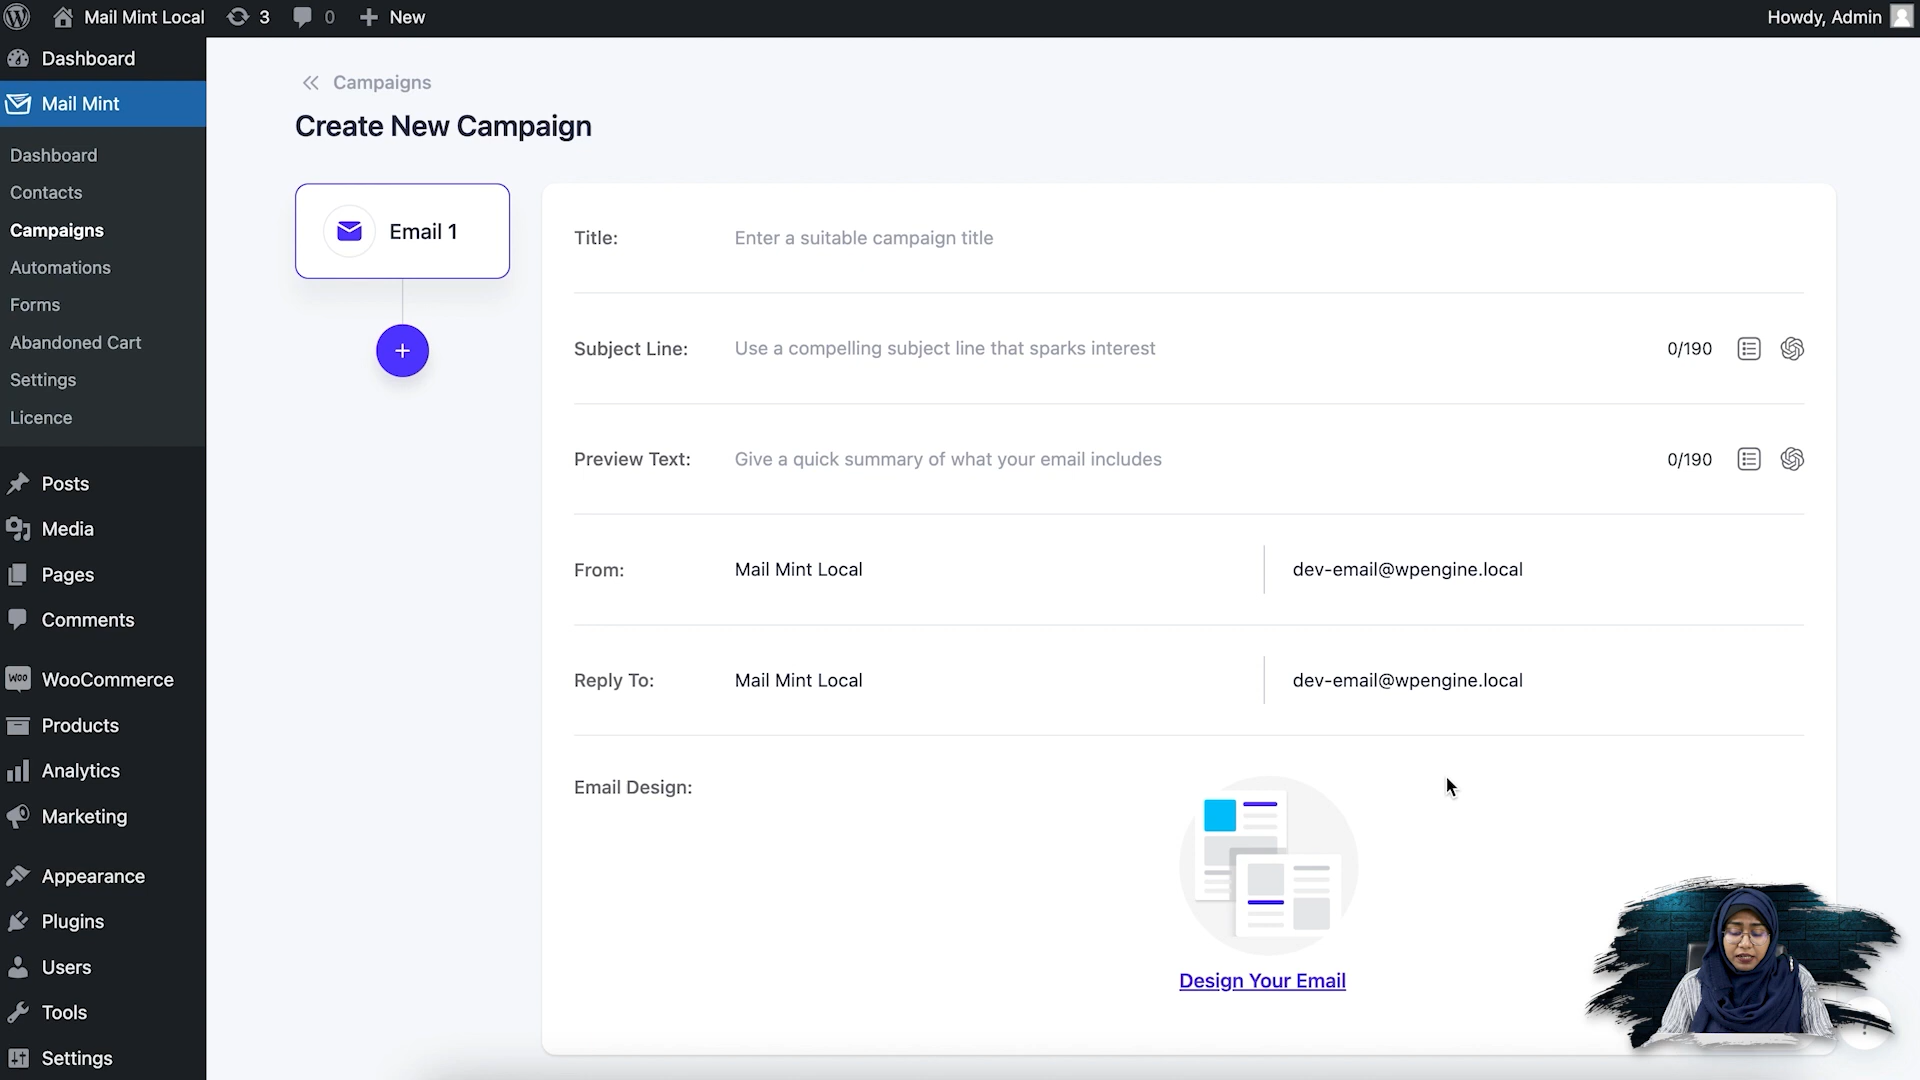 Mail Mint Local
3
0
New
Howdy, Admin
Dashboard
Mail Mint
Dashboard
Contacts
Campaigns
Automations
Forms
Abandoned Cart
Settings
Licence
Posts
Media
Pages
Comments
WOO
WooCommerce
Products
Analytics
Marketing
Appearance
Plugins
Users
Tools
Settings
Campaigns
Create New Campaign
Email 1
+
Title:
Enter a suitable campaign title
Subject Line:
Use a compelling subject line that sparks interest
0/190
Preview Text:
Give a quick summary of what your email includes
0/190
From:
Mail Mint Local
dev-email@wpengine.local
Reply To:
Mail Mint Local
dev-email@wpengine.local
Email Design:
Design Your Email